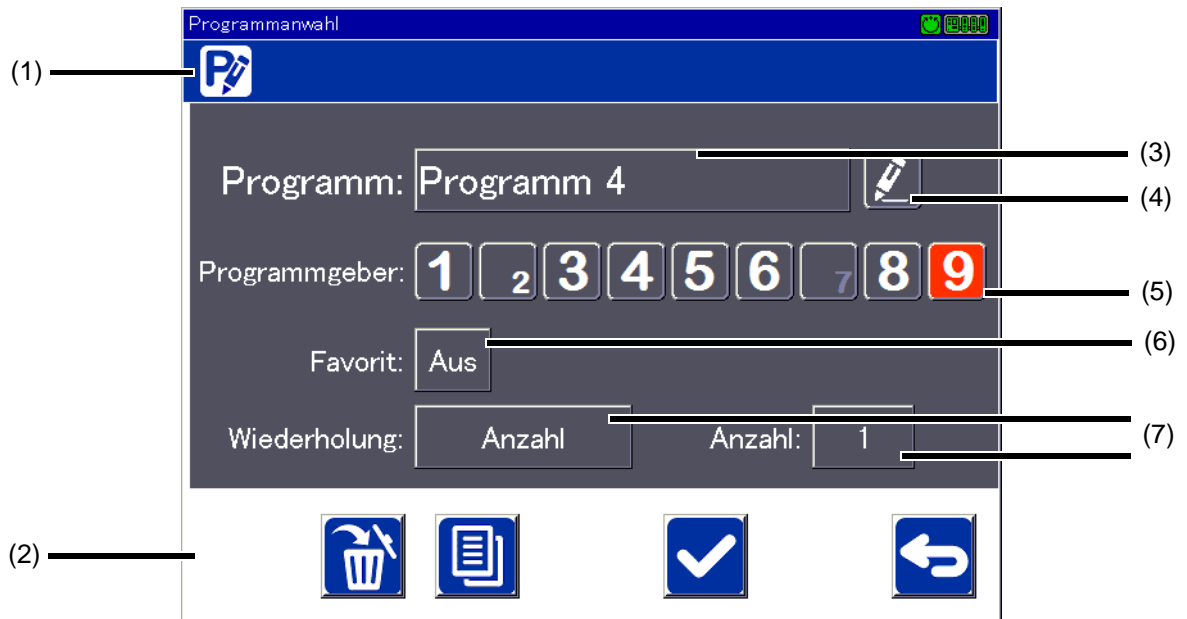 Programmanwahl
(1)
P
Programm: Programm 4
(3)
(4)
Programmgeber: 1 2 3 4 5 6 7 8 9
(5)
Favorit: Aus
(6)
Wiederholung: Anzahl Anzahl: 1
(7)
(2)